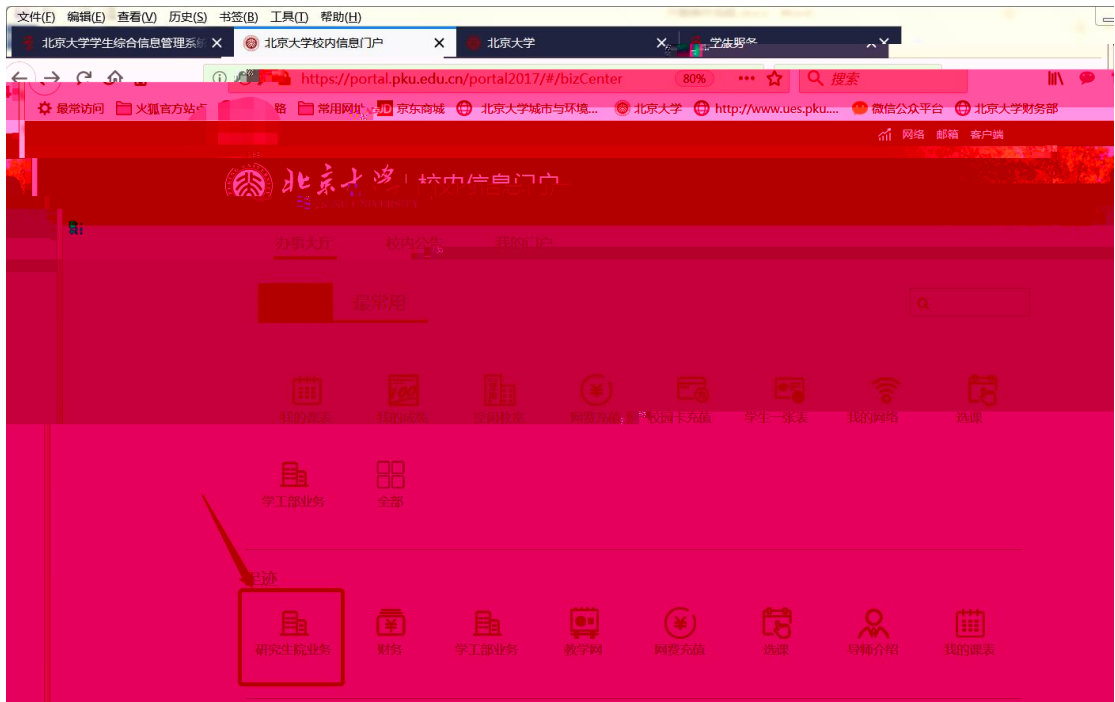 文件(F) 编辑(E) 查看(V) 历史(S) 书签(B) 工具(T) 帮助(H)
北京大学学生综合信息管理系统 × 北京大学校内信息门户 × 北京大学 ×
https://portal.pku.edu.cn/portal2017/#/bizCenter 80% 搜索
最常访问 火狐官方站点 常用网址 JD 京东商城 北京大学城市与环境... 北京大学 http://www.ues.pku.... 微信公众平台 北京大学财务部
网络 邮箱 客户端
北京大学 校内信息门户
办事大厅 校内公告 我的门户
最常用
我的课表 网费充值 校园卡充值 学生一张表 我的网络 选课
学工部业务 全部
足迹
研究生院业务 财务 学工部业务 教学网 网费充值 选课 导师介绍 我的课表